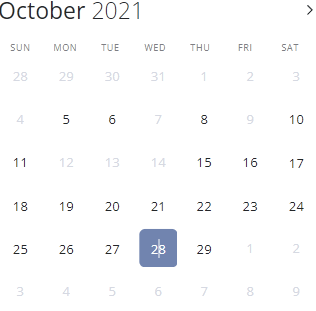 October 2021
SUN MON TUE WED THU FRI SAT
28 29 30 31 1 2 3
4 5 6 7 8 9 10
11 12 13 14 15 16 17
18 19 20 21 22 23 24
25 26 27 28 29 1 2
3 4 5 6 7 8 9